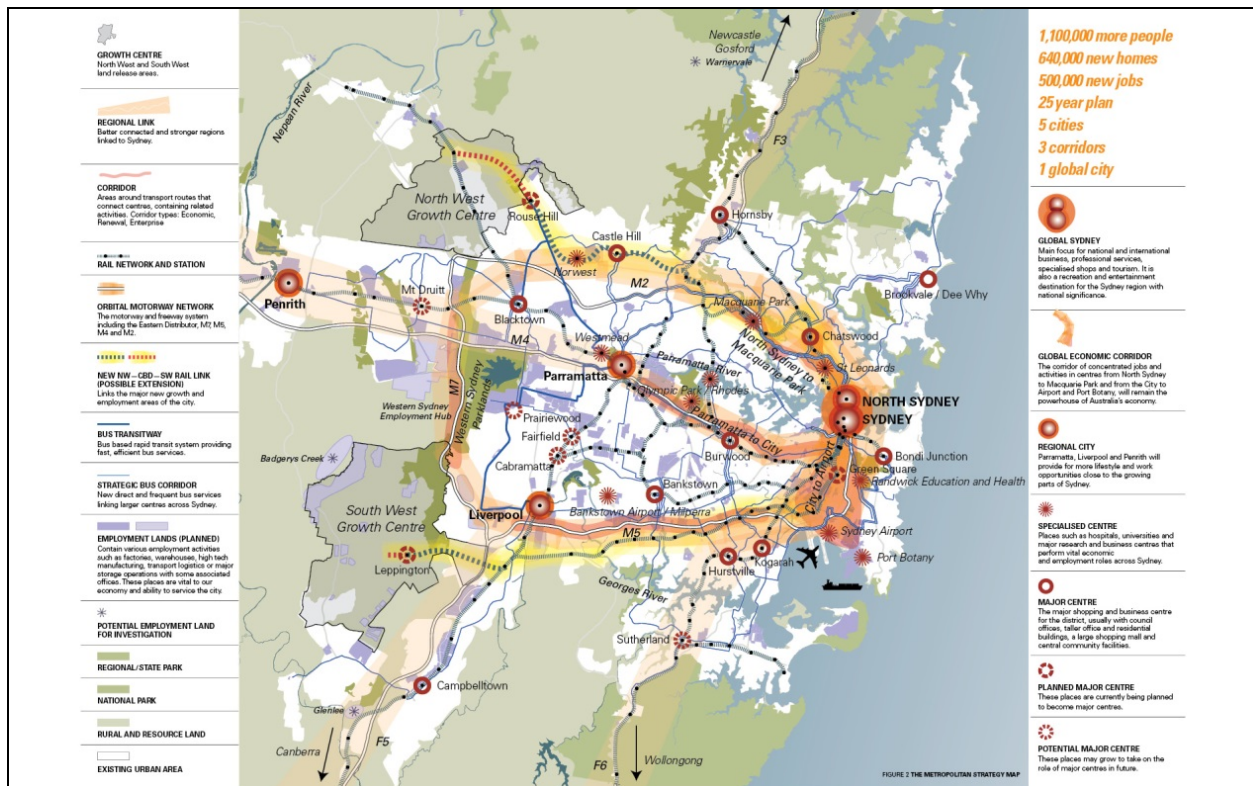 GROWTH CENTRE
North West and South West
land release areas.
REGIONAL LINK
Better connected and stronger regions
linked to Sydney.
CORRIDOR
Areas around transport routes that
connect centres, containing related
activities. Corridor types: Economic,
Renewal, Enterprise
RAIL NETWORK AND STATION
ORBITAL MOTORWAY NETWORK
The motorway and freeway system
including the Eastern Distributor, M7, M5,
M4 and M2.
NEW NW—CBD—SW RAIL LINK
(POSSIBLE EXTENSION)
Links the major new growth and
employment areas of the city.
BUS TRANSITWAY
Bus based rapid transit system providing
fast, efficient bus services.
STRATEGIC BUS CORRIDOR
New direct and frequent bus services
linking larger centres across Sydney.
EMPLOYMENT LANDS (PLANNED)
Contain various employment activities
such as factories, warehouses, high tech
manufacturing, transport logistics or major
storage operations with some associated
offices. These places are vital to our
economy and ability to service the city.
POTENTIAL EMPLOYMENT LAND
FOR INVESTIGATION
REGIONAL/STATE PARK
NATIONAL PARK
RURAL AND RESOURCE LAND
EXISTING URBAN AREA
Newcastle
Gosford
Warnervale
Nepean River
F3
North West
Growth Centre
Rouse Hill
Hornsby
Castle Hill
Norwest
Penrith
Mt Druitt
M2
Brookvale / Dee Why
Blacktown
Macquarie Park
Chatswood
M4
Westmead
North Sydney to
Macquarie Park
St Leonards
Parramatta
Parramatta River
Olympic Park / Rhodes
M7
Western Sydney
Parklands
Western Sydney
Employment Hub
NORTH SYDNEY
SYDNEY
Prairiewood
Parramatta to City
Fairfield
Burwood
Bondi Junction
Badgerys Creek
Cabramatta
Green Square
Randwick Education and Health
City to Airport
Bankstown
Bankstown Airport / Milperra
South West
Growth Centre
Liverpool
M5
Sydney Airport
Port Botany
Leppington
Hurstville
Kogarah
Georges River
Sutherland
Campbelltown
Glenlee
Canberra
F5
F6
Wollongong
FIGURE 2 THE METROPOLITAN STRATEGY MAP
1,100,000 more people
640,000 new homes
500,000 new jobs
25 year plan
5 cities
3 corridors
1 global city
GLOBAL SYDNEY
Main focus for national and international
business, professional services,
specialised shops and tourism. It is
also a recreation and entertainment
destination for the Sydney region with
national significance.
GLOBAL ECONOMIC CORRIDOR
The corridor of concentrated jobs and
activities in centres from North Sydney
to Macquarie Park and from the City to
Airport and Port Botany, will remain the
powerhouse of Australia's economy.
REGIONAL CITY
Parramatta, Liverpool and Penrith will
provide for more lifestyle and work
opportunities close to the growing
parts of Sydney.
SPECIALISED CENTRE
Places such as hospitals, universities and
major research and business centres that
perform vital economic
and employment roles across Sydney.
MAJOR CENTRE
The major shopping and business centre
for the district, usually with council
offices, taller office and residential
buildings, a large shopping mall and
central community facilities.
PLANNED MAJOR CENTRE
These places are currently being planned
to become major centres.
POTENTIAL MAJOR CENTRE
These places may grow to take on the
role of major centres in future.